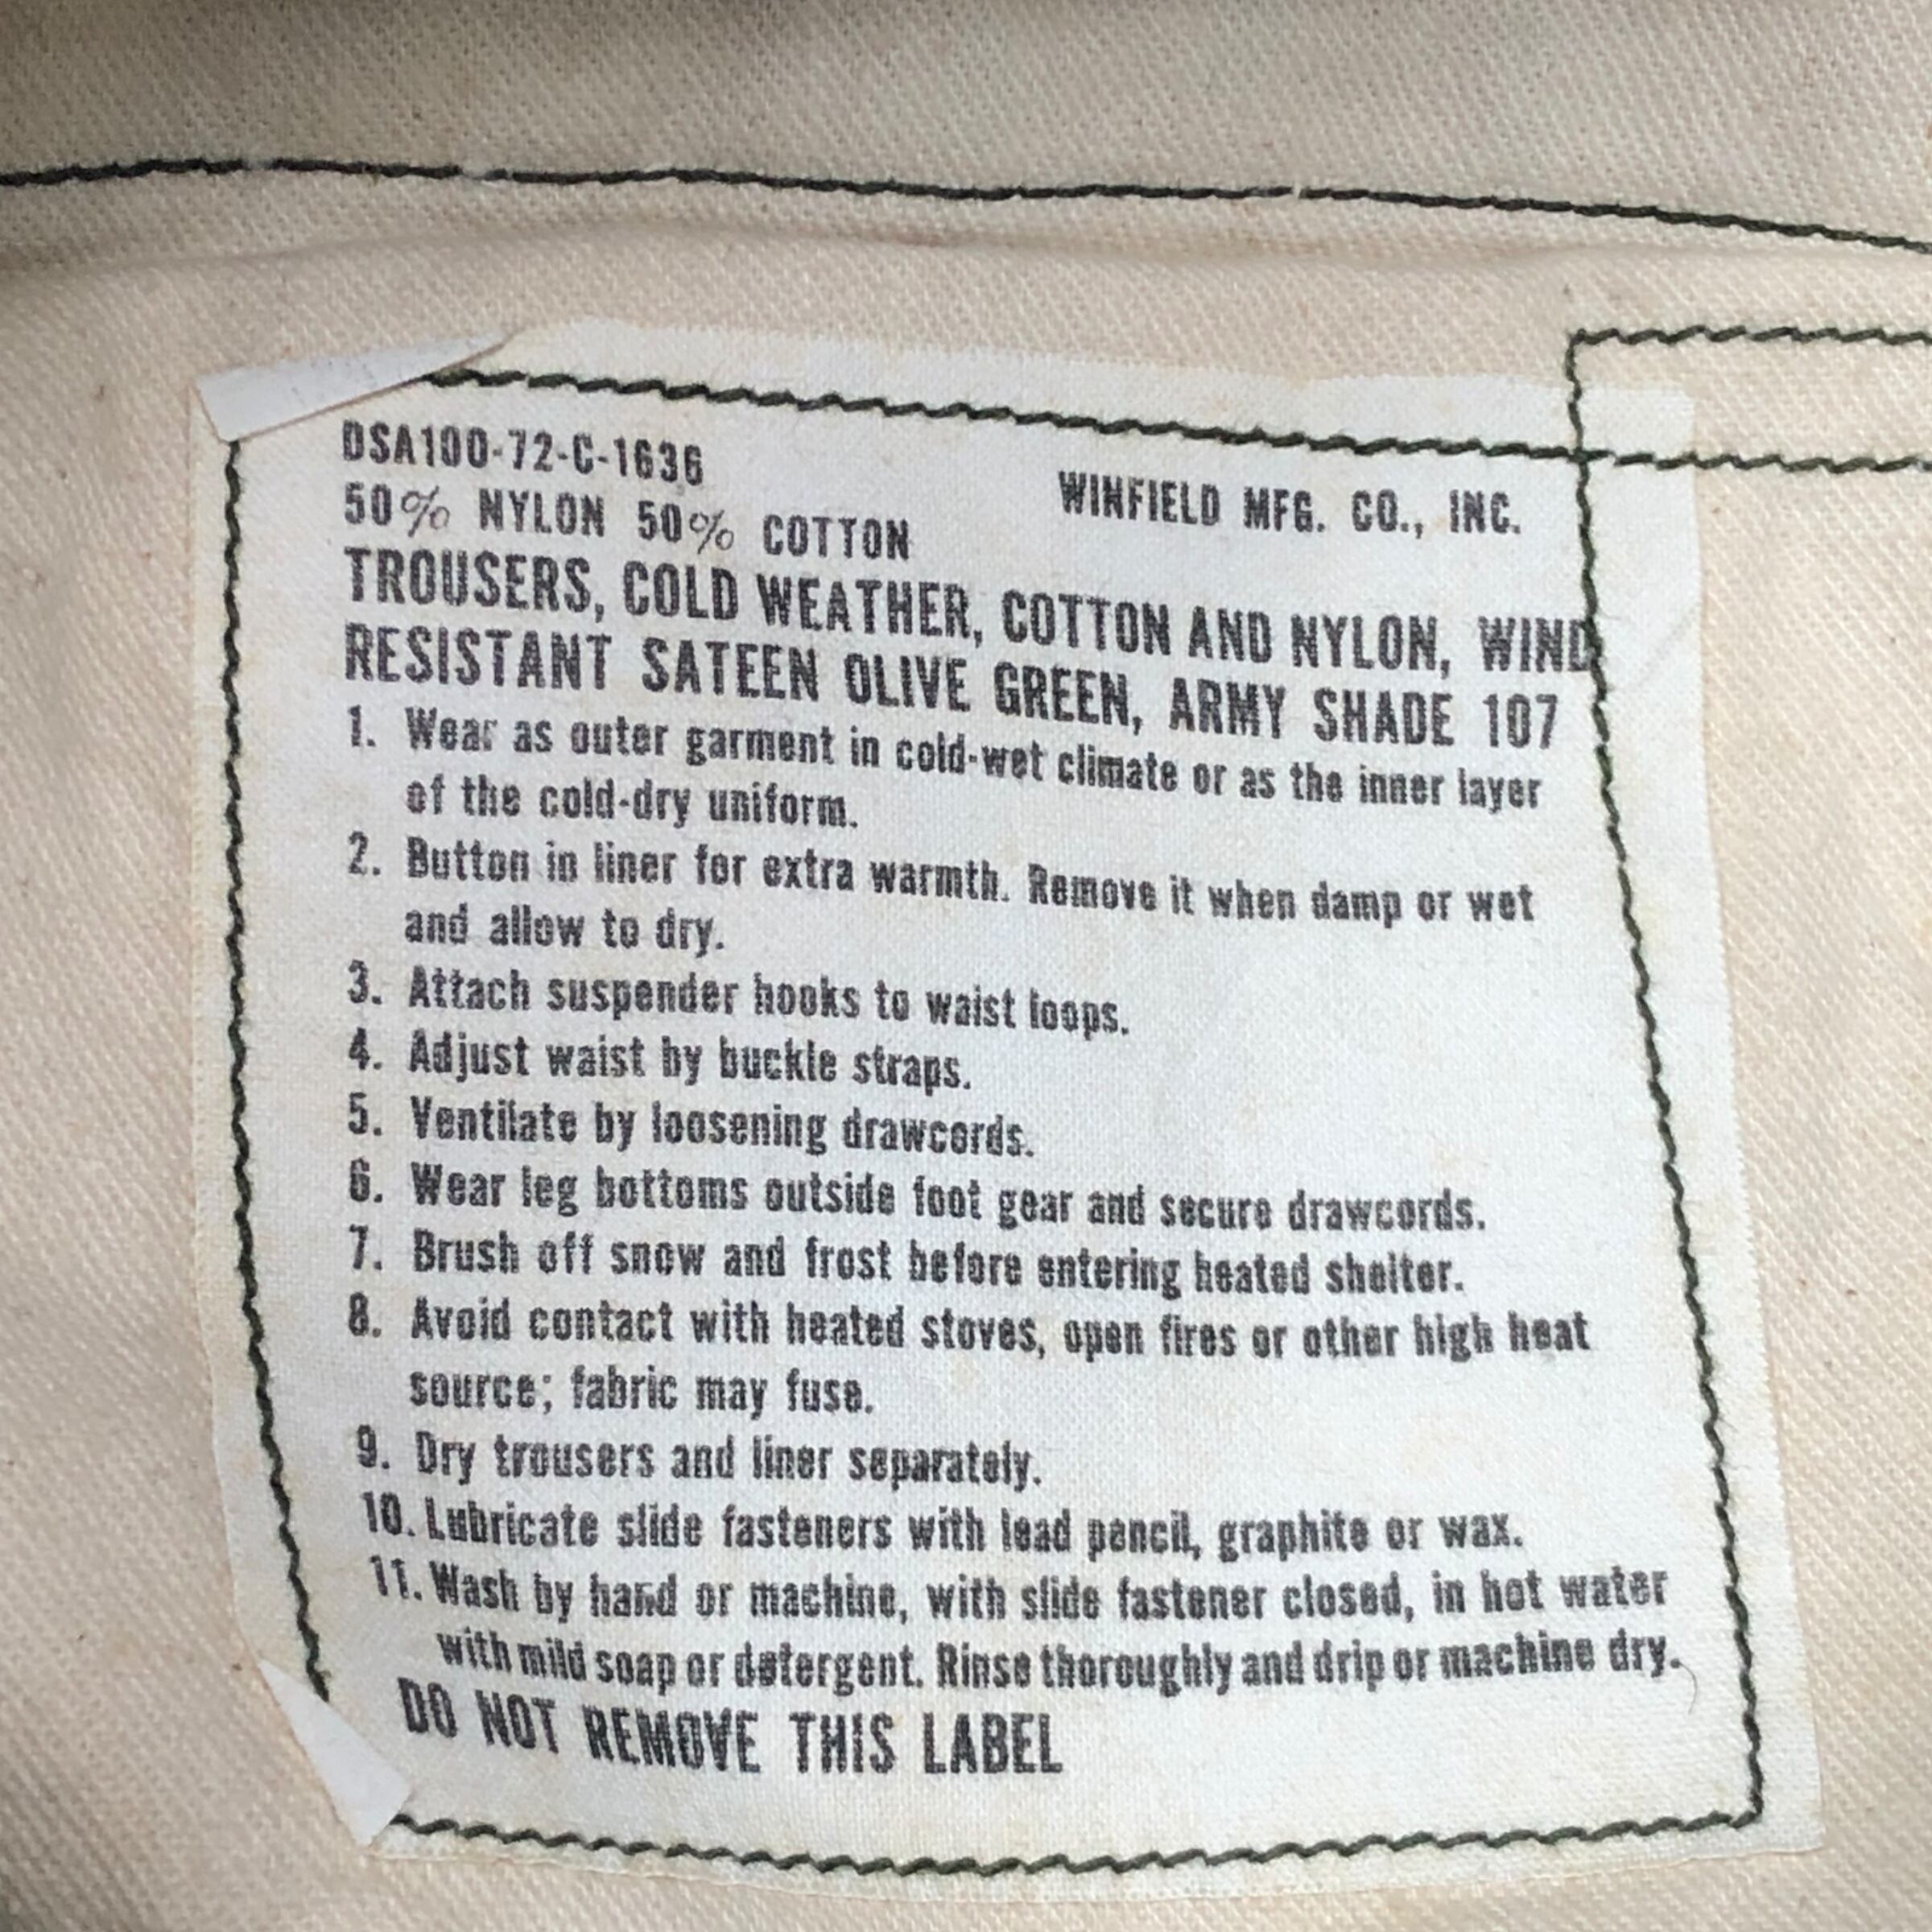 DSA100-72-C-1636
WINFIELD MFG. CO., INC.
50% NYLON 50% COTTON
TROUSERS, COLD WEATHER, COTTON AND NYLON, WIND
RESISTANT SATEEN OLIVE GREEN, ARMY SHADE 107
1. Wear as outer garment in cold-wet climate or as the inner layer
of the cold-dry uniform.
2. Button in liner for extra warmth. Remove it when damp or wet
and allow to dry.
3. Attach suspender hooks to waist loops.
4. Adjust waist by buckle straps.
5. Ventilate by loosening drawcords.
6. Wear leg bottoms outside foot gear and secure drawcords.
7. Brush off snow and frost before entering heated shelter.
8. Avoid contact with heated stoves, open fires or other high heat
source; fabric may fuse.
9. Dry trousers and liner separately.
10. Lubricate slide fasteners with lead pencil, graphite or wax.
11. Wash by hand or machine, with slide fastener closed, in hot water
with mild soap or detergent. Rinse thoroughly and drip or machine dry.
DO NOT REMOVE THIS LABEL